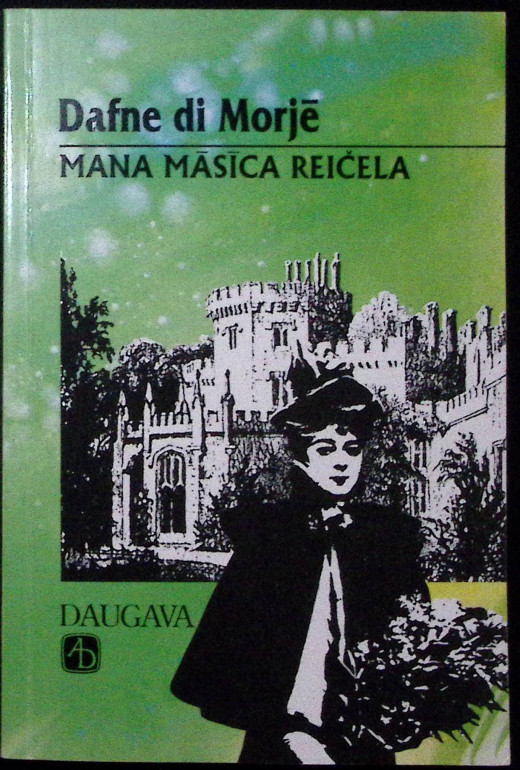 Dafne di Morjē
MANA MĀSĪCA REIČELA
DAUGAVA
AD